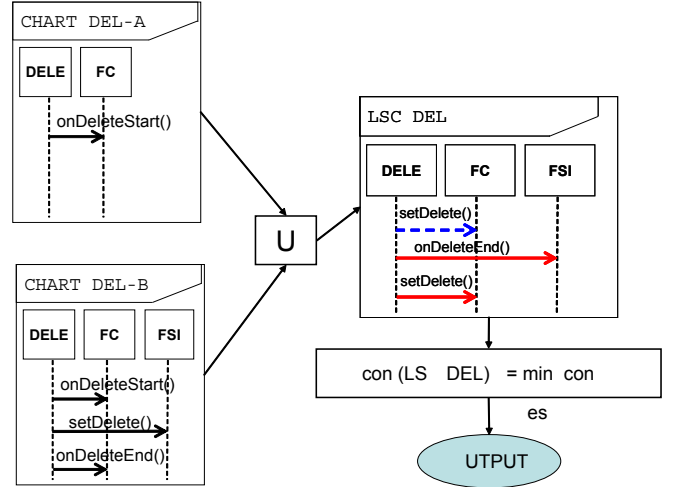 CHART DEL-A
DELE FC
onDeleteStart()
CHART DEL-B
DELE FC FSI
onDeleteStart()
setDelete()
onDeleteEnd()
U
LSC DEL
DELE FC FSI
setDelete()
onDeleteEnd()
setDelete()
con (LS DEL) = min con
es
UTPUT